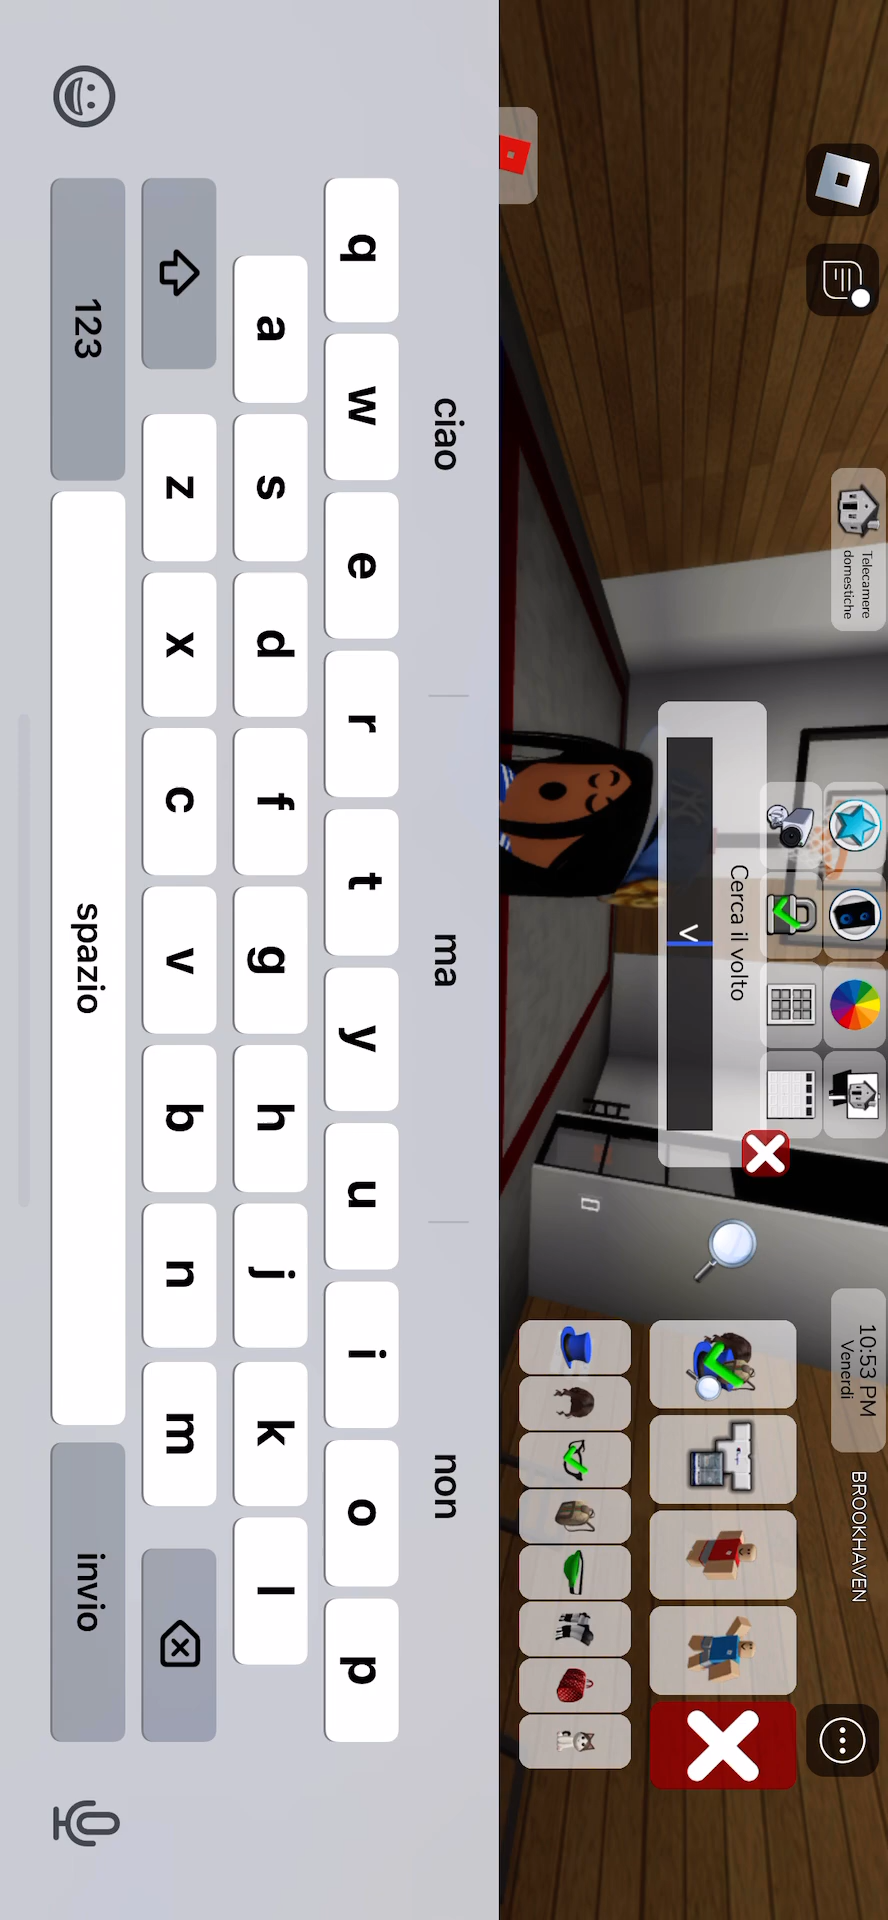 Telecamere
domestiche
10:53 PM
Venerdì
BROOKHAVEN
Cerca il volto
v
ciao
ma
non
q w e r t y u i o p
a s d f g h j k l
z x c v b n m
123
spazio
invio